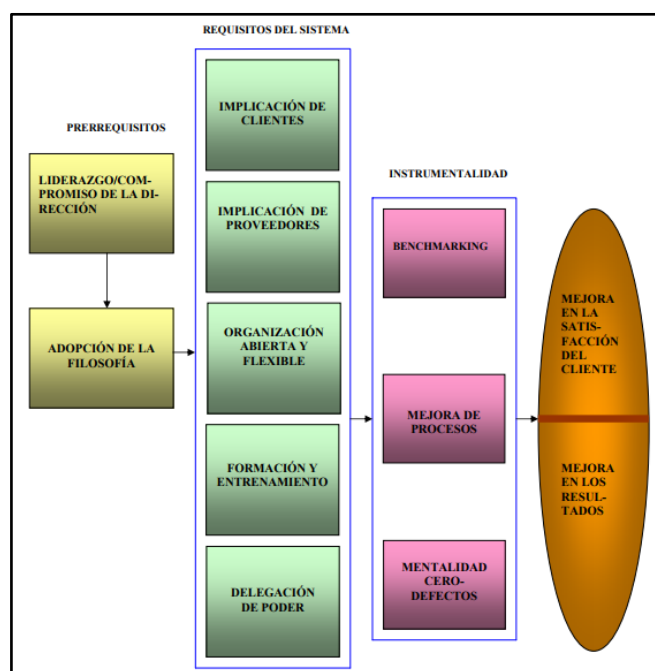 REQUISITOS DEL SISTEMA
IMPLICACIÓN DE
CLIENTES
PRERREQUISITOS
LIDERAZGO/COM-
PROMISO DE LA DI-
RECCIÓN
INSTRUMENTALIDAD
IMPLICACIÓN DE
PROVEEDORES
BENCHMARKING
ADOPCIÓN DE LA
FILOSOFÍA
ORGANIZACIÓN
ABIERTA Y
FLEXIBLE
MEJORA
EN LA
SATIS-
FACCIÓN
DEL
CLIENTE
MEJORA DE
PROCESOS
FORMACIÓN Y
ENTRENAMIENTO
MEJORA
EN LOS
RESUL-
TADOS
MENTALIDAD
CERO-
DEFECTOS
DELEGACIÓN
DE PODER